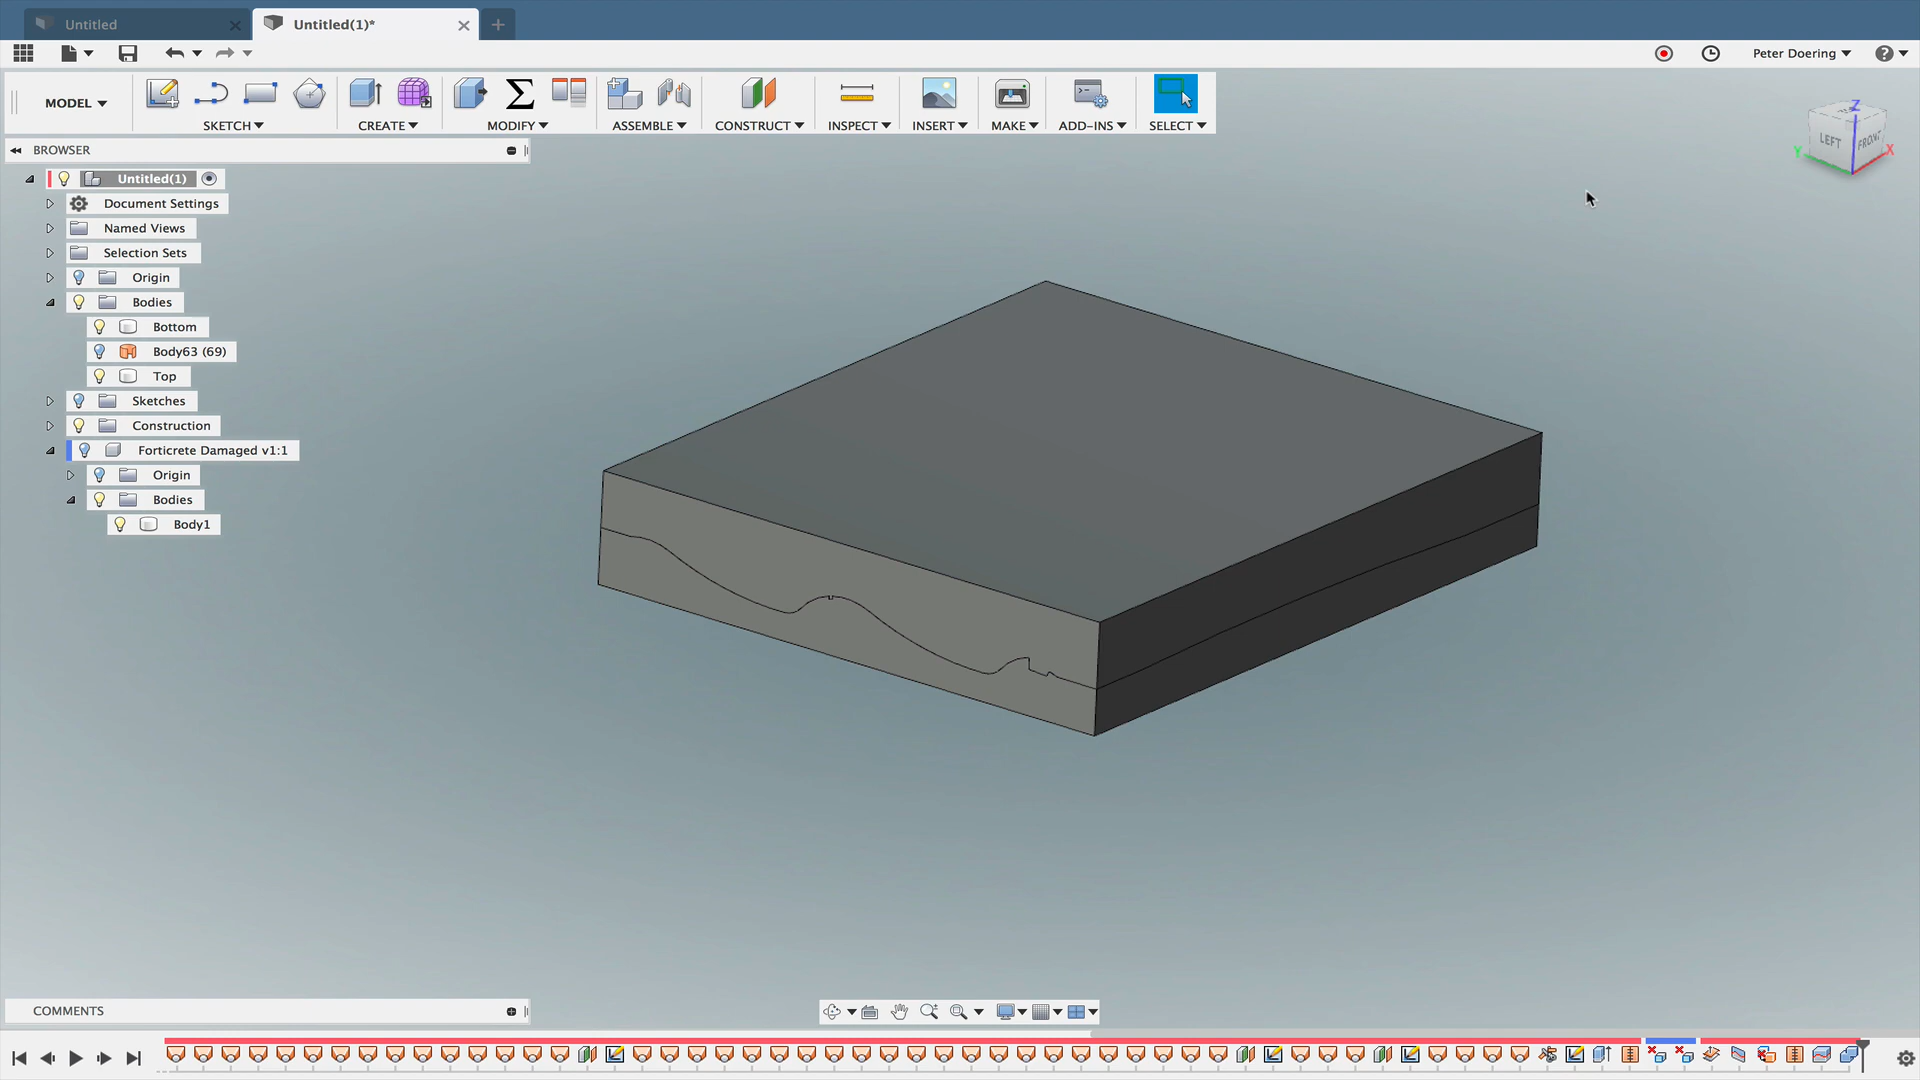 Untitled
Untitled(1)*
Peter Doering
MODEL
SKETCH
CREATE
MODIFY
ASSEMBLE
CONSTRUCT
INSPECT
INSERT
MAKE
ADD-INS
SELECT
LEFT
FRONT
Z
Y
X
BROWSER
Untitled(1)
Document Settings
Named Views
Selection Sets
Origin
Bodies
Bottom
Body63 (69)
Top
Sketches
Construction
Forticrete Damaged v1:1
Origin
Bodies
Body1
COMMENTS